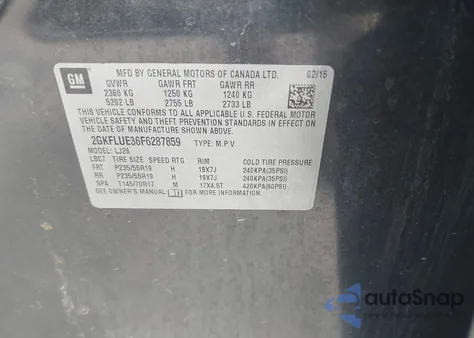 GM
MFD BY GENERAL MOTORS OF CANADA LTD. 02/15
GVWR GAWR FRT GAWR RR
2360 KG 1250 KG 1240 KG
5202 LB 2755 LB 2733 LB
THIS VEHICLE CONFORMS TO ALL APPLICABLE U.S. FEDERAL MOTOR
VEHICLE SAFETY, BUMPER, AND THEFT PREVENTION STANDARDS IN
EFFECT ON THE DATE OF MANUFACTURE SHOWN ABOVE.
2GKFLUE36F6287859 TYPE: M.P.V.
MODEL: LJ26
LBC7 TIRE SIZE SPEED RTG RIM
FRT P235/55R19 H 19X7J 240KPA(35PSI)
RR P235/55R19 H 19X7J 240KPA(35PSI)
SPA T145/70R17 M 17X4.5T 420KPA(60PSI)
SEE OWNER'S MANUAL FOR MORE INFORMATION.
autoSnap